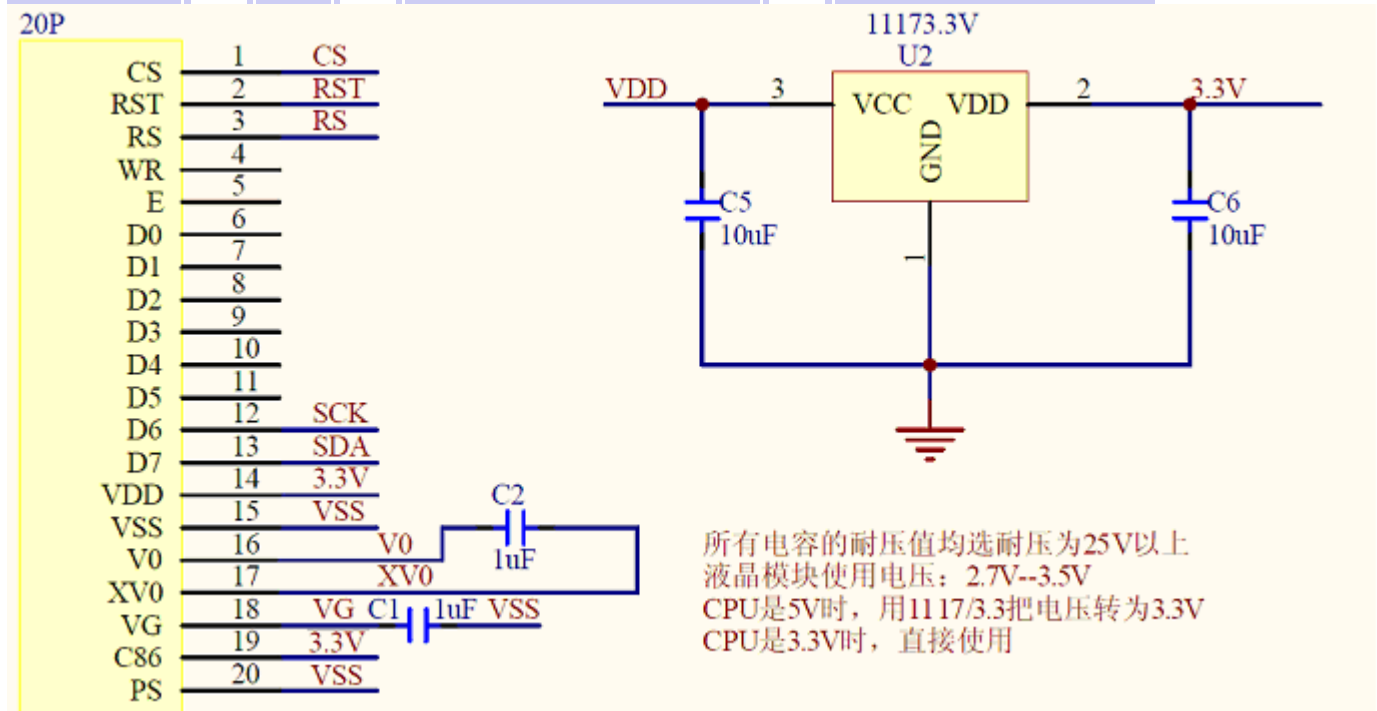 20P
CS 1 CS
RST 2 RST
RS 3 RS
WR 4
E 5
D0 6
D1 7
D2 8
D3 9
D4 10
D5 11
D6 12 SCK
D7 13 SDA
VDD 14 3.3V
VSS 15 VSS
V0 16 V0
XV0 17 XV0
VG 18 VG C1 1uF VSS
C86 19 3.3V
PS 20 VSS
C2
1uF
11173.3V
U2
VDD 3 VCC VDD 2 3.3V
GND
1
C5
10uF
C6
10uF
所有电容的耐压值均选耐压为25V以上
液晶模块使用电压：2.7V--3.5V
CPU是5V时，用1117/3.3把电压转为3.3V
CPU是3.3V时，直接使用